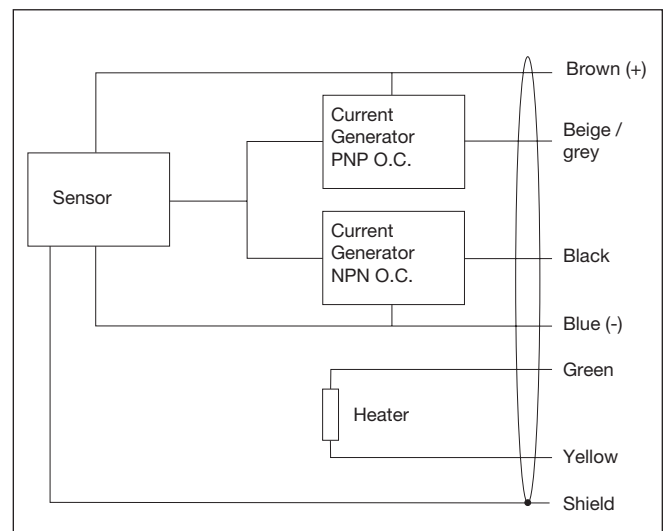 Brown (+)
Current
Generator
PNP O.C.
Beige /
grey
Sensor
Current
Generator
NPN O.C.
Black
Blue (-)
Green
Heater
Yellow
Shield